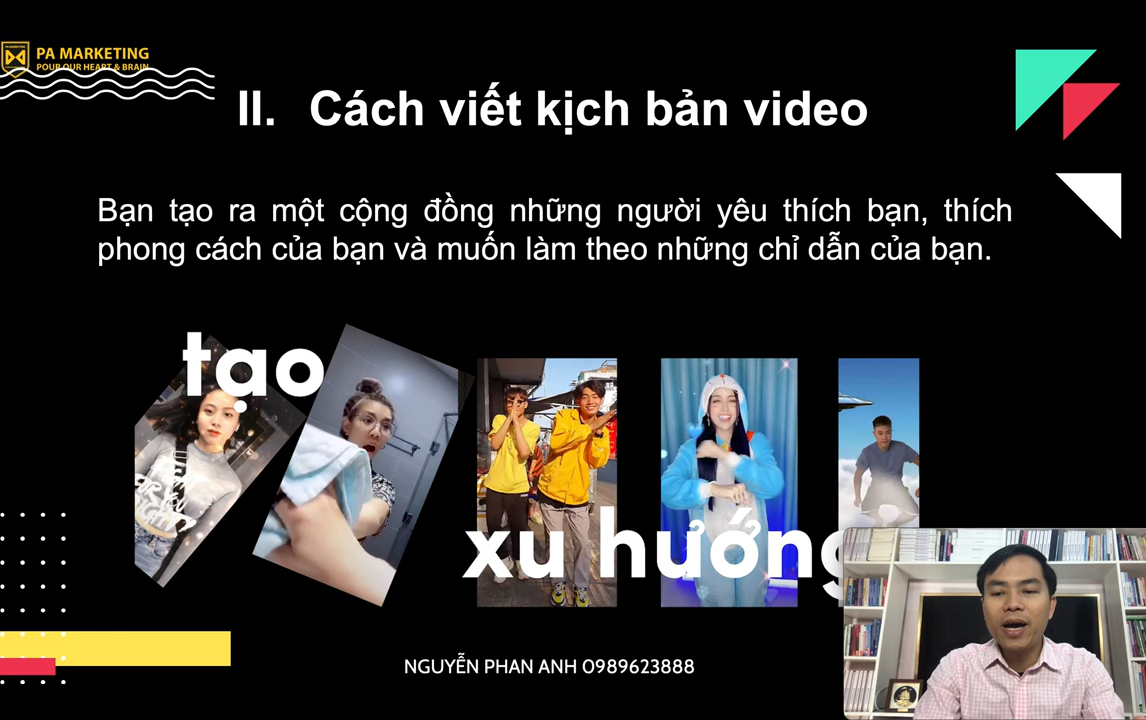 PA MARKETING
POUR OUR HEART & BRAIN
II. Cách viết kịch bản video
Bạn tạo ra một cộng đồng những người yêu thích bạn, thích
phong cách của bạn và muốn làm theo những chỉ dẫn của bạn.
tạo
xu hướng
NGUYỄN PHAN ANH 0989623888